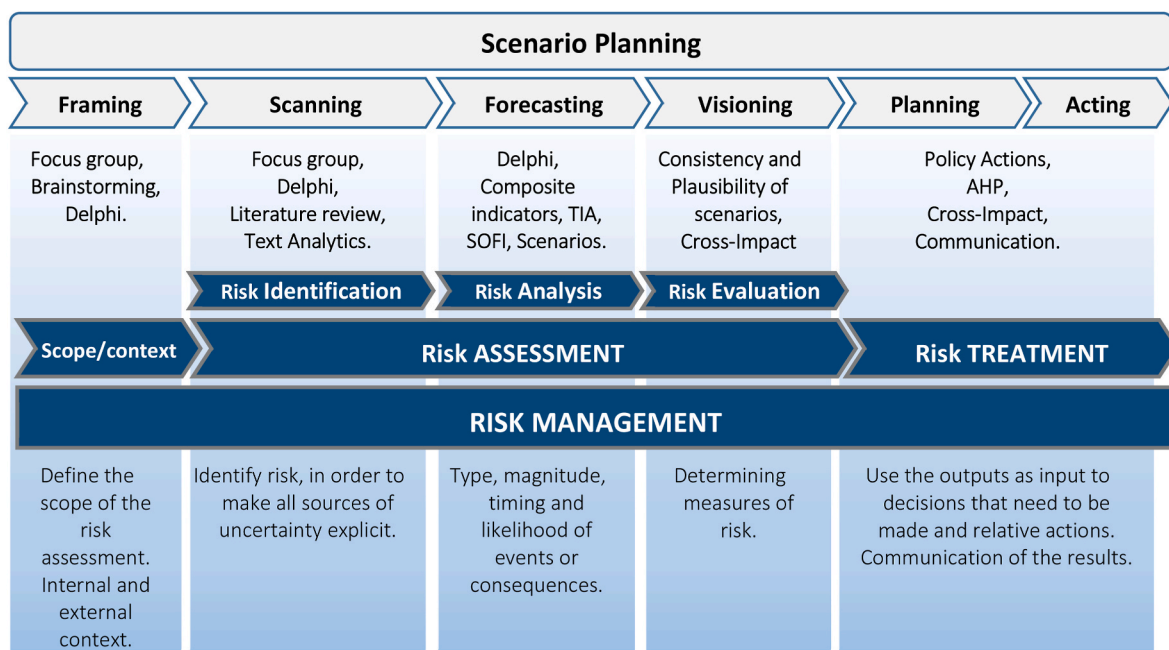 Scenario Planning
Framing
Scanning
Forecasting
Visioning
Planning
Acting
Focus group,
Brainstorming,
Delphi.
Focus group,
Delphi,
Literature review,
Text Analytics.
Delphi,
Composite
indicators, TIA,
SOFI, Scenarios.
Consistency and
Plausibility of
scenarios,
Cross-Impact
Policy Actions,
AHP,
Cross-Impact,
Communication.
Risk Identification
Risk Analysis
Risk Evaluation
Scope/context
Risk ASSESSMENT
Risk TREATMENT
RISK MANAGEMENT
Define the
scope of the
risk
assessment.
Internal and
external
context.
Identify risk, in order to
make all sources of
uncertainty explicit.
Type, magnitude,
timing and
likelihood of
events or
consequences.
Determining
measures of
risk.
Use the outputs as input to
decisions that need to be
made and relative actions.
Communication of the results.